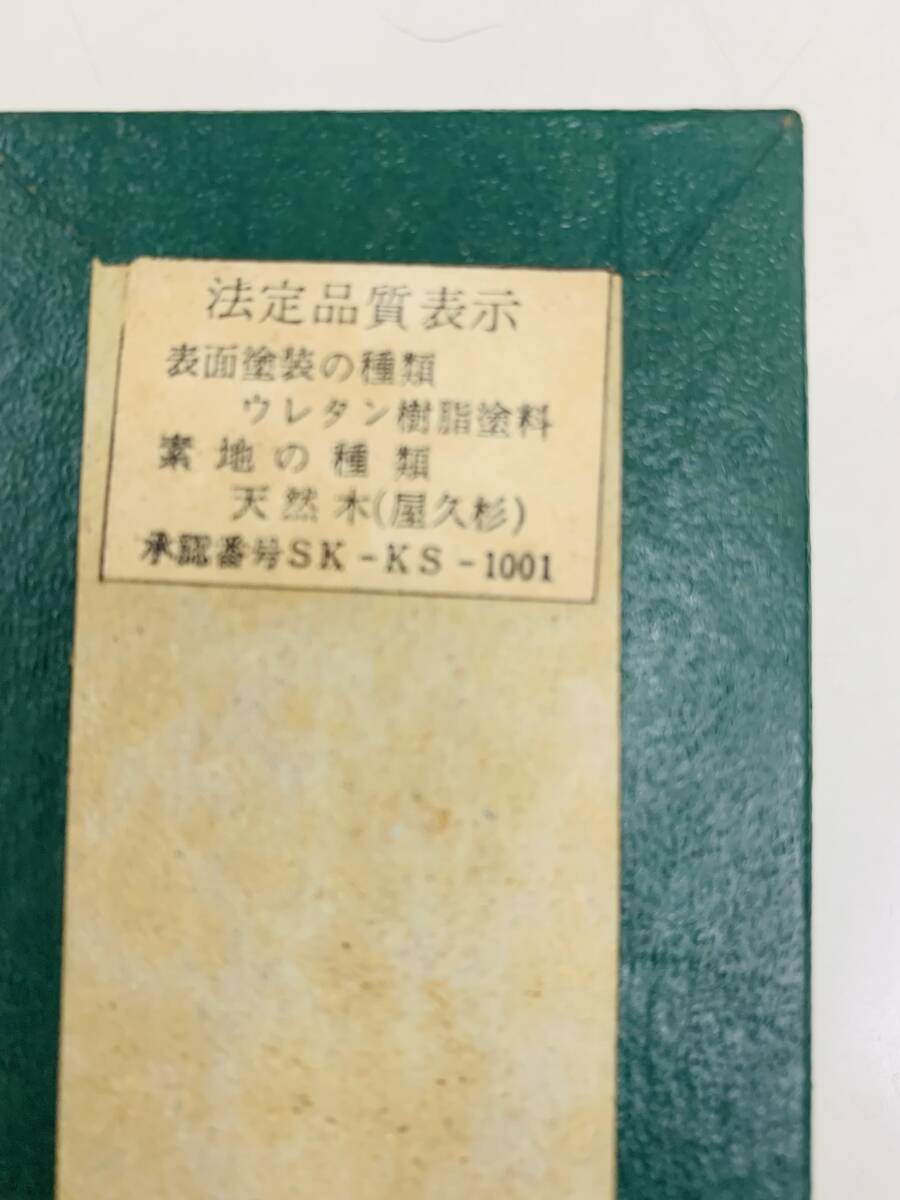 法定品質表示
表面塗装の種類
ウレタン樹脂塗料
素地の種類
天然木(屋久杉)
承認番号SK-KS-1001